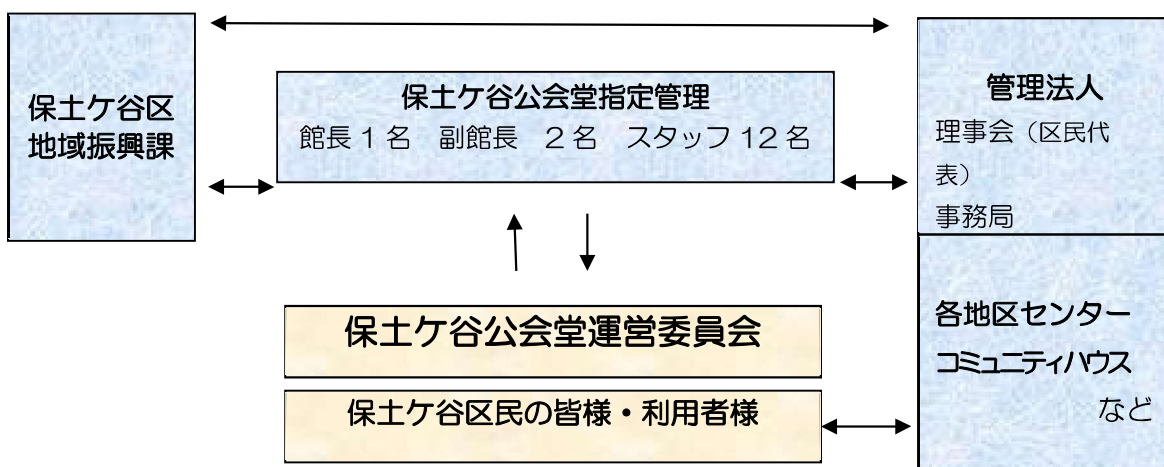 保土ケ谷区
地域振興課
保土ケ谷公会堂指定管理
館長 1 名　副館長　2 名　スタッフ 12 名
管理法人
理事会（区民代
表）
事務局
保土ケ谷公会堂運営委員会
保土ケ谷区民の皆様・利用者様
各地区センター
コミュニティハウス
など